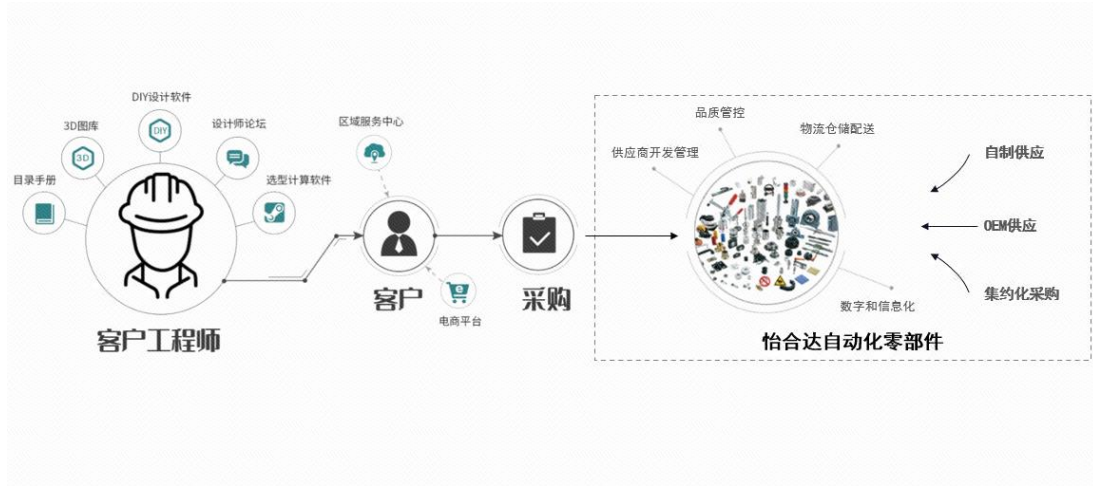 DIY设计软件
3D图库
设计师论坛
目录手册
选型计算软件
DIY
3D
客户工程师
区域服务中心
客户
电商平台
采购
品质管控
物流仓储配送
供应商开发管理
数字和信息化
怡合达自动化零部件
自制供应
OEM供应
集约化采购